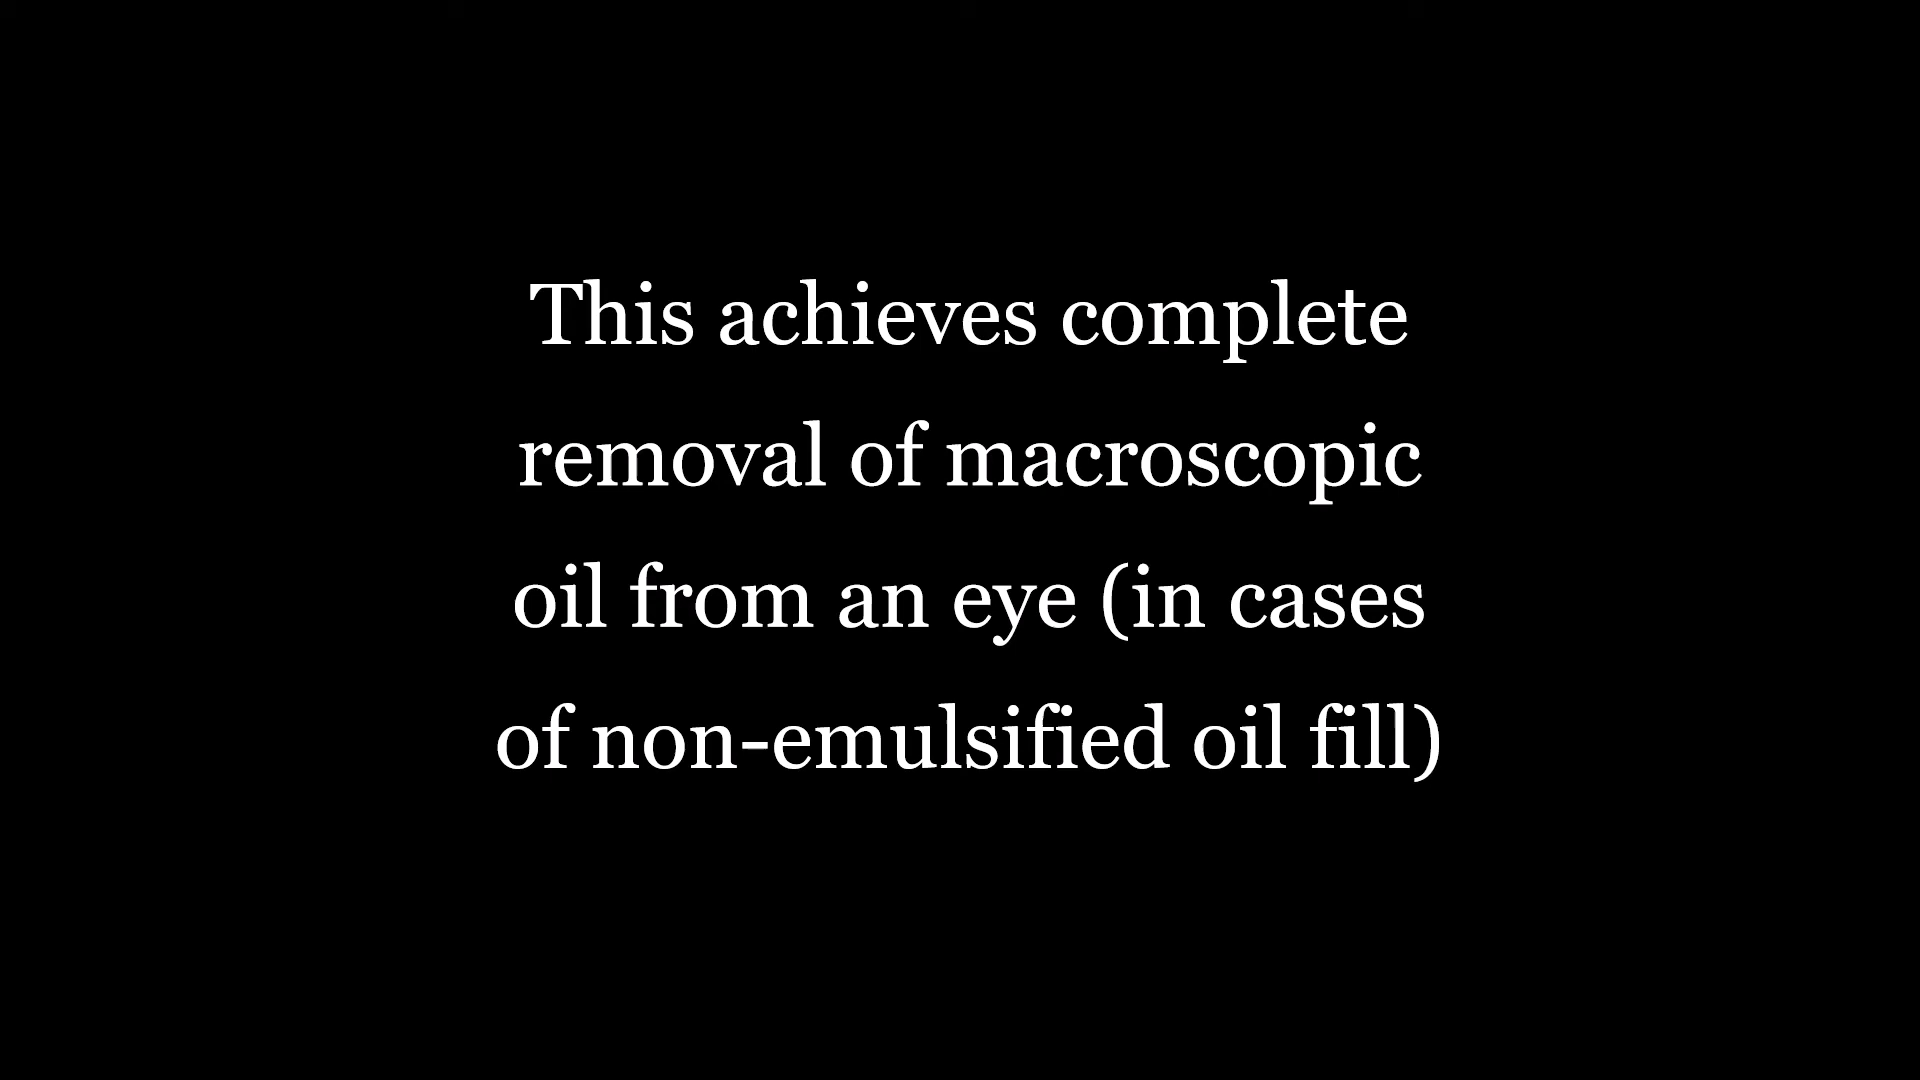 This achieves complete
removal of macroscopic
oil from an eye (in cases
of non-emulsified oil fill)